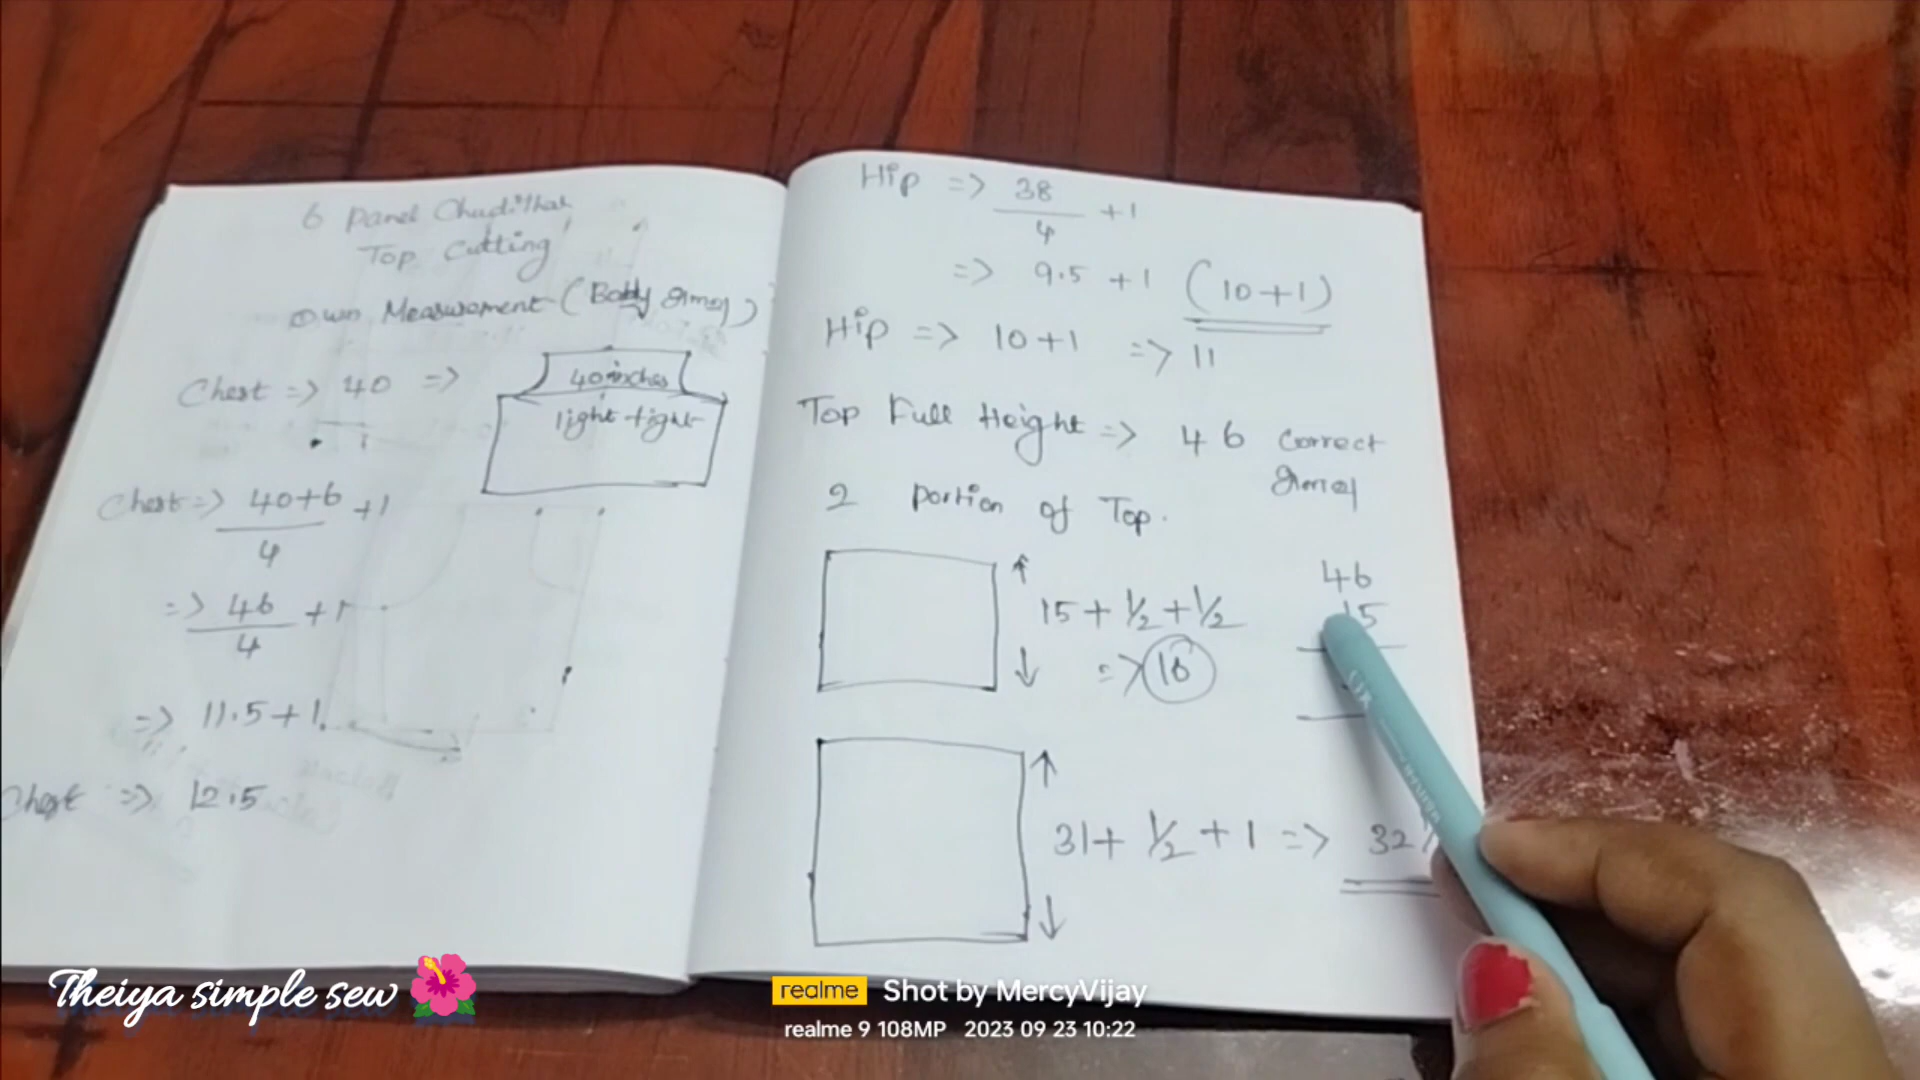 6 Panel Chudithar
Top Cutting
Own Measurement (Body அளவு)
Chest => 40 =>
40 inches
light tight
Chest => 40+6 +1
4
=> 46 +1
4
=> 11.5+1
Chest => 12.5
Hip => 38 +1
4
=> 9.5 +1 (10+1)
Hip => 10+1 => 11
Top Full Height => 46 correct
அளவு
2 Portion of Top.
46
15
15 + ½ + ½
=> 16
31 + ½ + 1 => 32
Theiya simple sew
realme Shot by MercyVijay
realme 9 108MP 2023 09 23 10:22